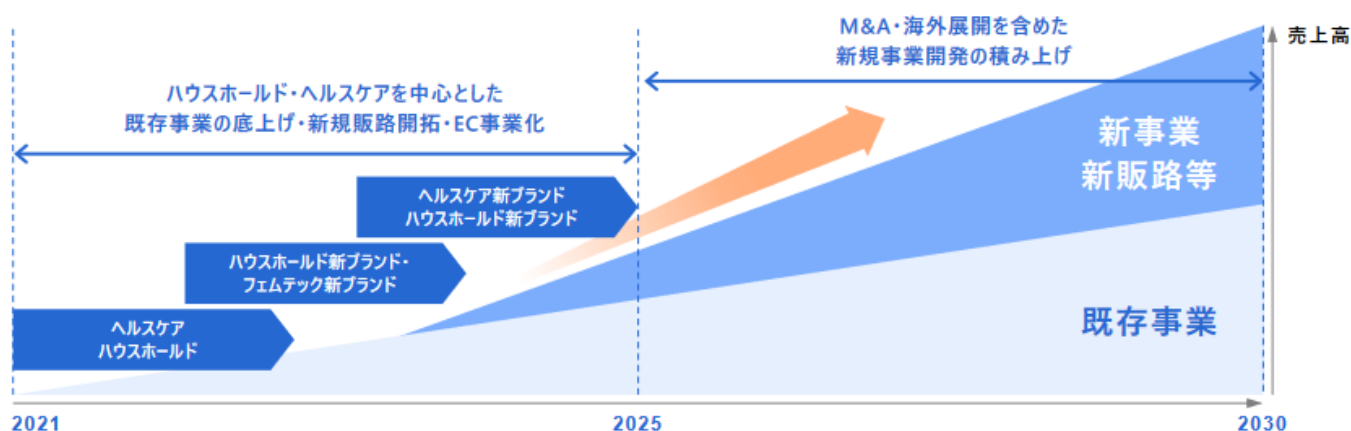 M&A・海外展開を含めた
新規事業開発の積み上げ
売上高
ハウスホールド・ヘルスケアを中心とした
既存事業の底上げ・新規販路開拓・EC事業化
新事業
新販路等
ヘルスケア新ブランド
ハウスホールド新ブランド
ハウスホールド新ブランド・
フェムテック新ブランド
ヘルスケア
ハウスホールド
既存事業
2021
2025
2030